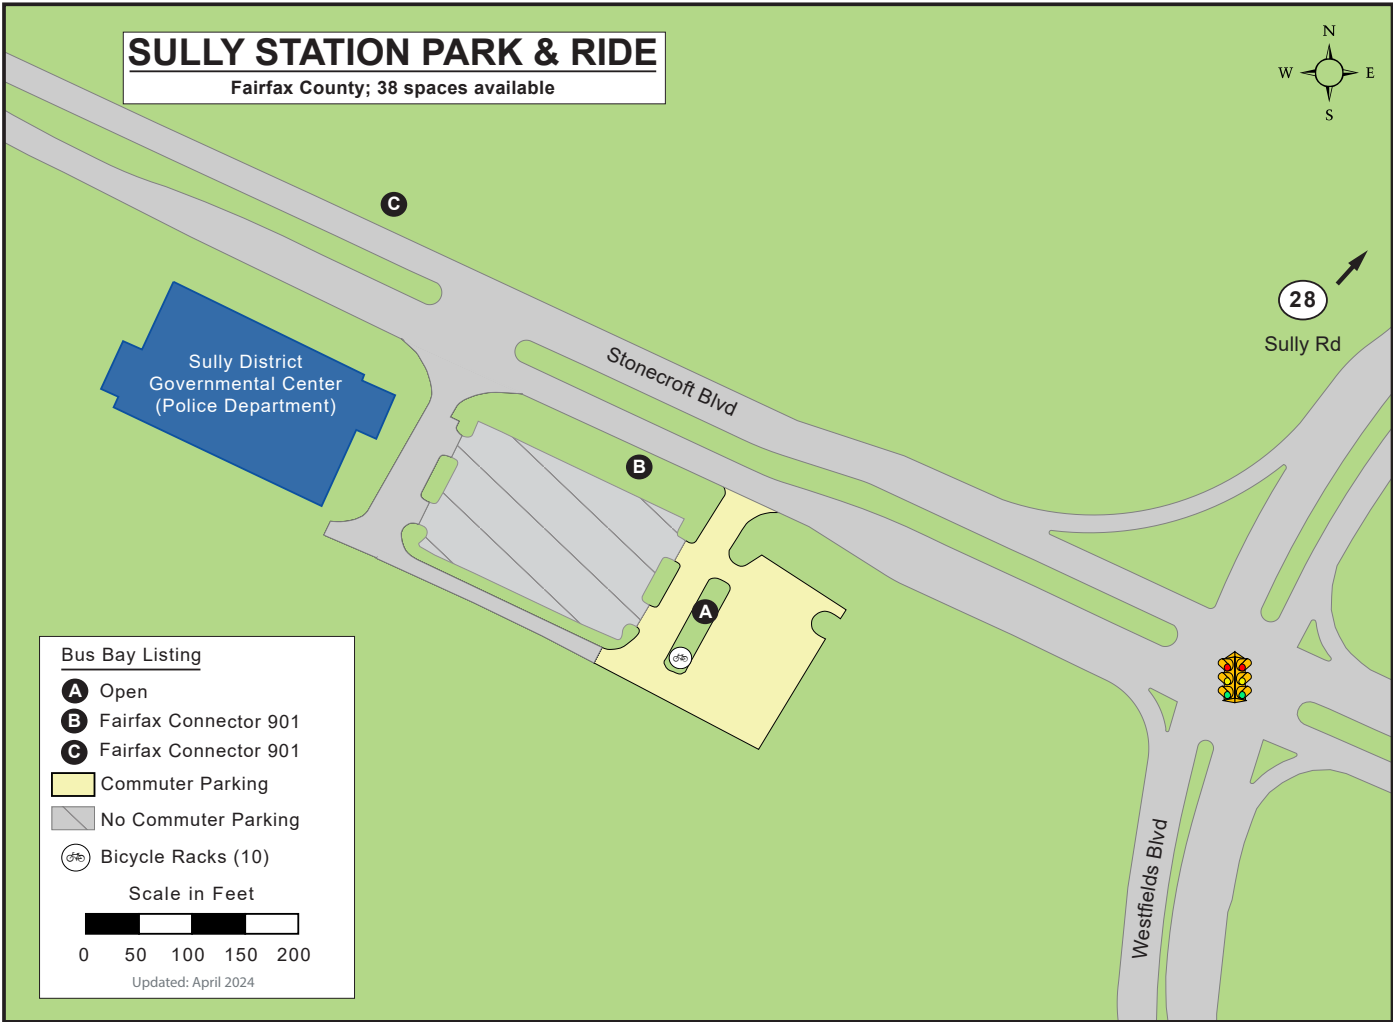 SULLY STATION PARK & RIDE
Fairfax County; 38 spaces available
N
W E
S
C
28
Sully Rd
Stonecroft Blvd
Sully District
Governmental Center
(Police Department)
B
A
Westfields Blvd
Bus Bay Listing
A Open
B Fairfax Connector 901
C Fairfax Connector 901
Commuter Parking
No Commuter Parking
Bicycle Racks (10)
Scale in Feet
0 50 100 150 200
Updated: April 2024